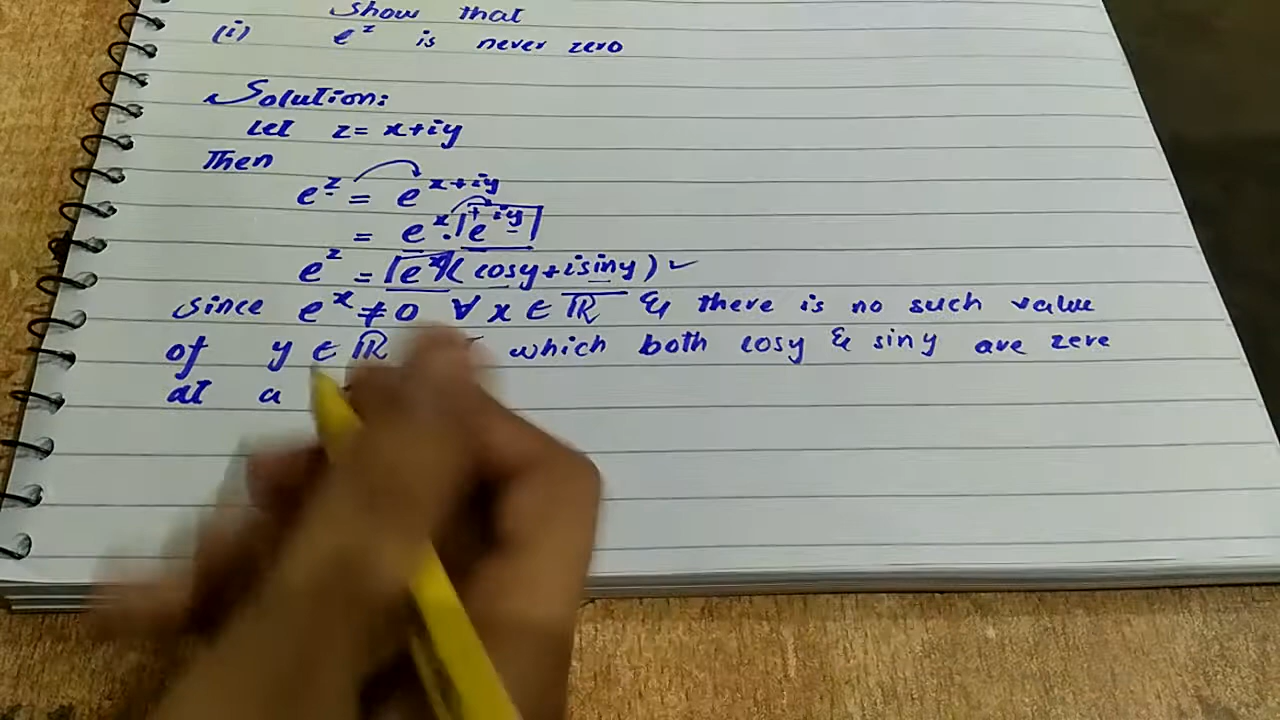 Show that
(i) e^z is never zero
Solution:
Let z = x+iy
Then
e^z = e^{x+iy}
= e^x . e^{+iy}
e^z = e^x (cosy + isiny) ✓
Since e^x ≠ 0 ∀ x ∈ ℝ & there is no such value
of y ∈ ℝ which both cosy & siny are zero
at a